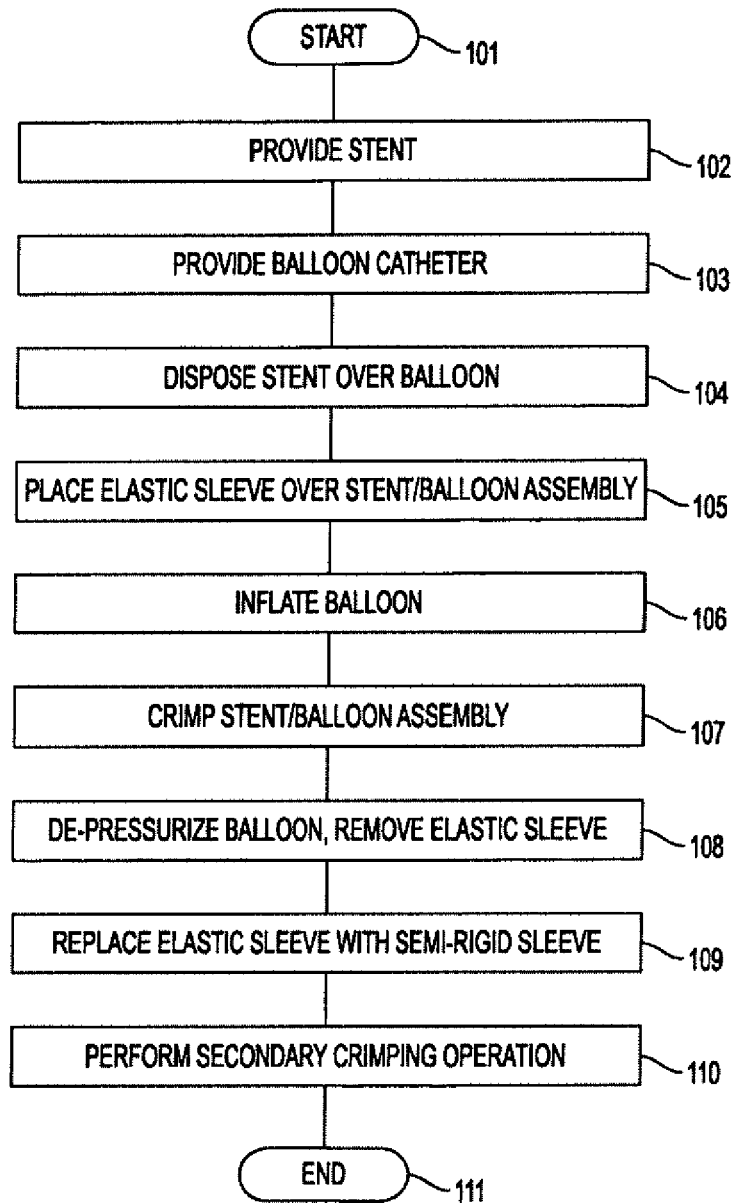 START
101
PROVIDE STENT
102
PROVIDE BALLOON CATHETER
103
DISPOSE STENT OVER BALLOON
104
PLACE ELASTIC SLEEVE OVER STENT/BALLOON ASSEMBLY
105
INFLATE BALLOON
106
CRIMP STENT/BALLOON ASSEMBLY
107
DE-PRESSURIZE BALLOON, REMOVE ELASTIC SLEEVE
108
REPLACE ELASTIC SLEEVE WITH SEMI-RIGID SLEEVE
109
PERFORM SECONDARY CRIMPING OPERATION
110
END
111